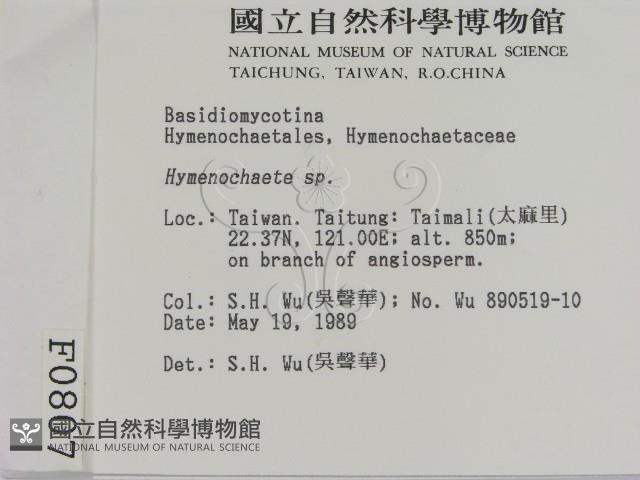 國立自然科學博物館
NATIONAL MUSEUM OF NATURAL SCIENCE
TAICHUNG, TAIWAN, R.O.CHINA
Basidiomycotina
Hymenochaetales, Hymenochaetaceae
Hymenochaete sp.
Loc.: Taiwan. Taitung: Taimali(太麻里)
22.37N, 121.00E; alt. 850m;
on branch of angiosperm.
Col.: S.H. Wu(吳聲華); No. Wu 890519-10
Date: May 19, 1989
Det.: S.H. Wu(吳聲華)
F0807
國立自然科學博物館
NATIONAL MUSEUM OF NATURAL SCIENCE